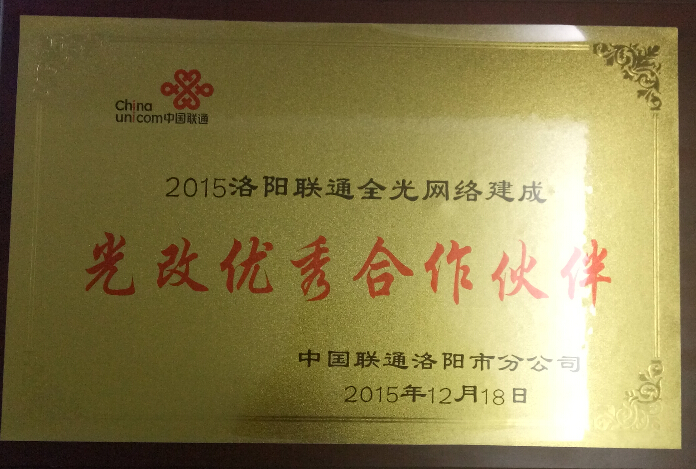 China
unicom中国联通
2015洛阳联通全光网络建成
光改优秀合作伙伴
中国联通洛阳市分公司
2015年12月18日